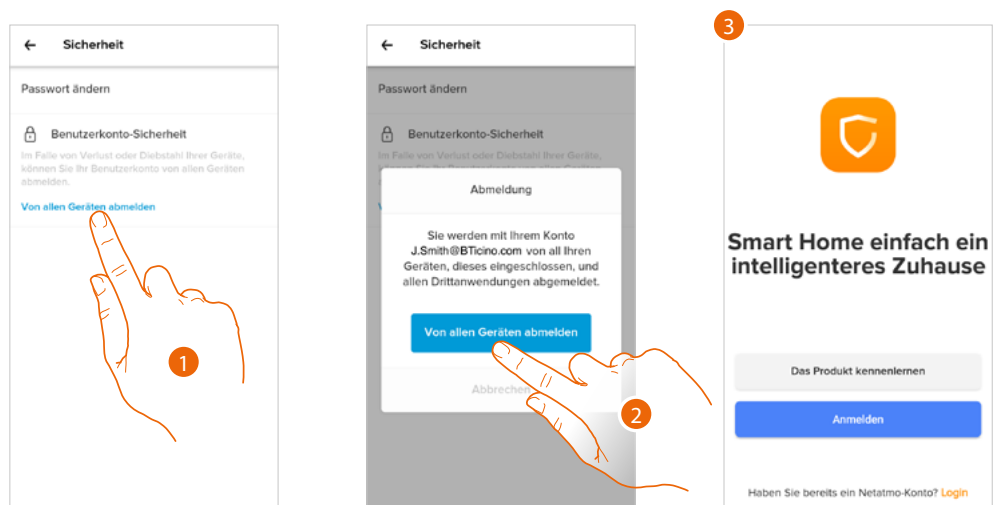 Sicherheit
Passwort ändern
Benutzerkonto-Sicherheit
Im Falle von Verlust oder Diebstahl Ihrer Geräte,
können Sie Ihr Benutzerkonto von allen Geräten
abmelden.
Von allen Geräten abmelden
1
Sicherheit
Passwort ändern
Benutzerkonto-Sicherheit
Im Falle von Verlust oder Diebstahl Ihrer Geräte,
Abmeldung
Sie werden mit Ihrem Konto
J.Smith@BTicino.com von all Ihren
Geräten, dieses eingeschlossen, und
allen Drittanwendungen abgemeldet.
Von allen Geräten abmelden
Abbrechen
2
3
Smart Home einfach ein
intelligenteres Zuhause
Das Produkt kennenlernen
Anmelden
Haben Sie bereits ein Netatmo-Konto? Login